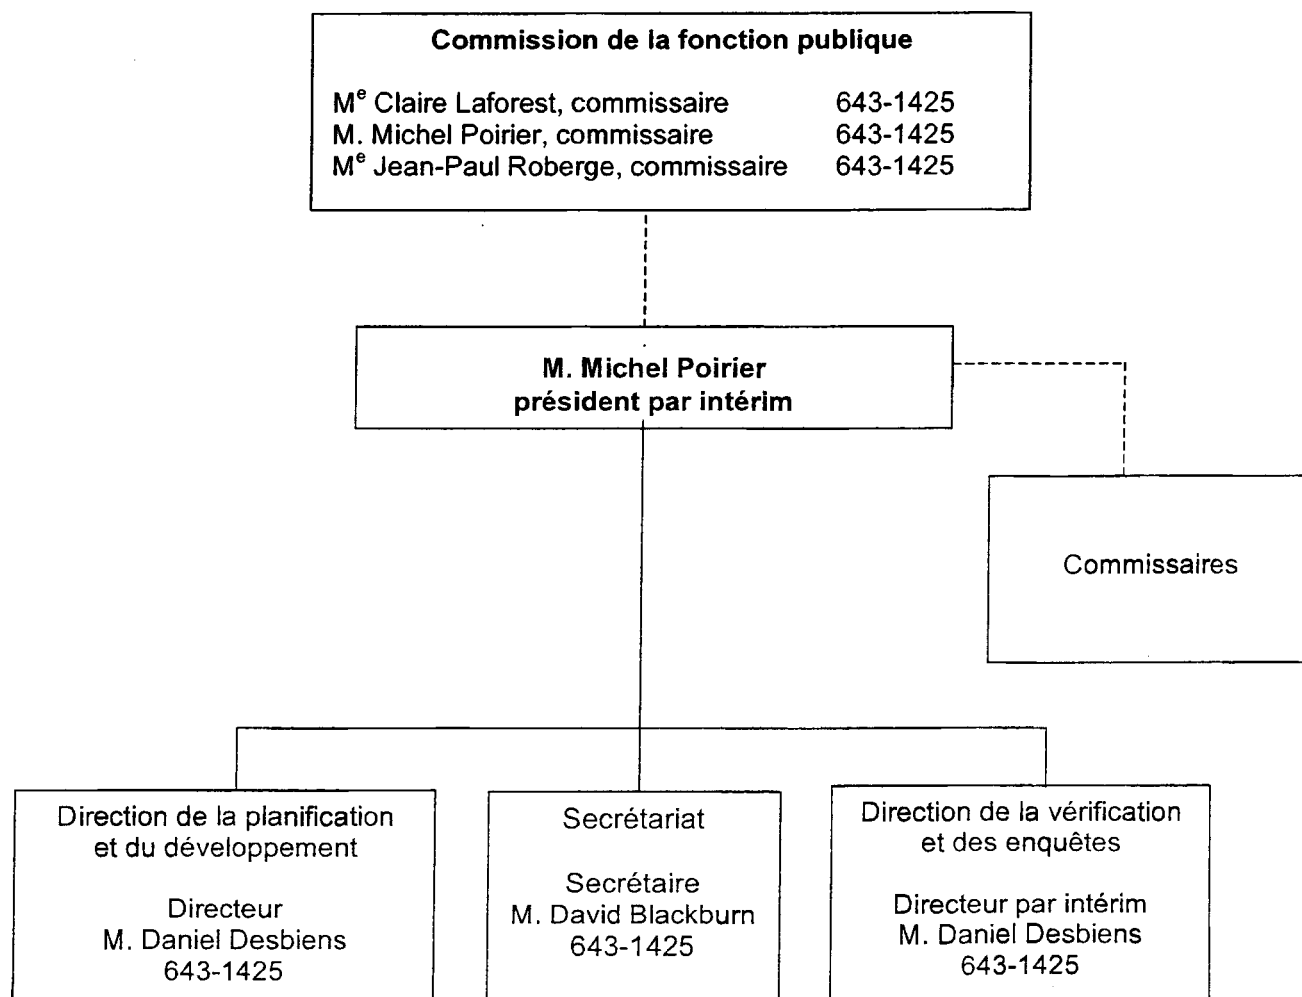 Commission de la fonction publique
Mᵉ Claire Laforest, commissaire 643-1425
M. Michel Poirier, commissaire 643-1425
Mᵉ Jean-Paul Roberge, commissaire 643-1425
M. Michel Poirier
président par intérim
Commissaires
Direction de la planification
et du développement
Directeur
M. Daniel Desbiens
643-1425
Secrétariat
Secrétaire
M. David Blackburn
643-1425
Direction de la vérification
et des enquêtes
Directeur par intérim
M. Daniel Desbiens
643-1425